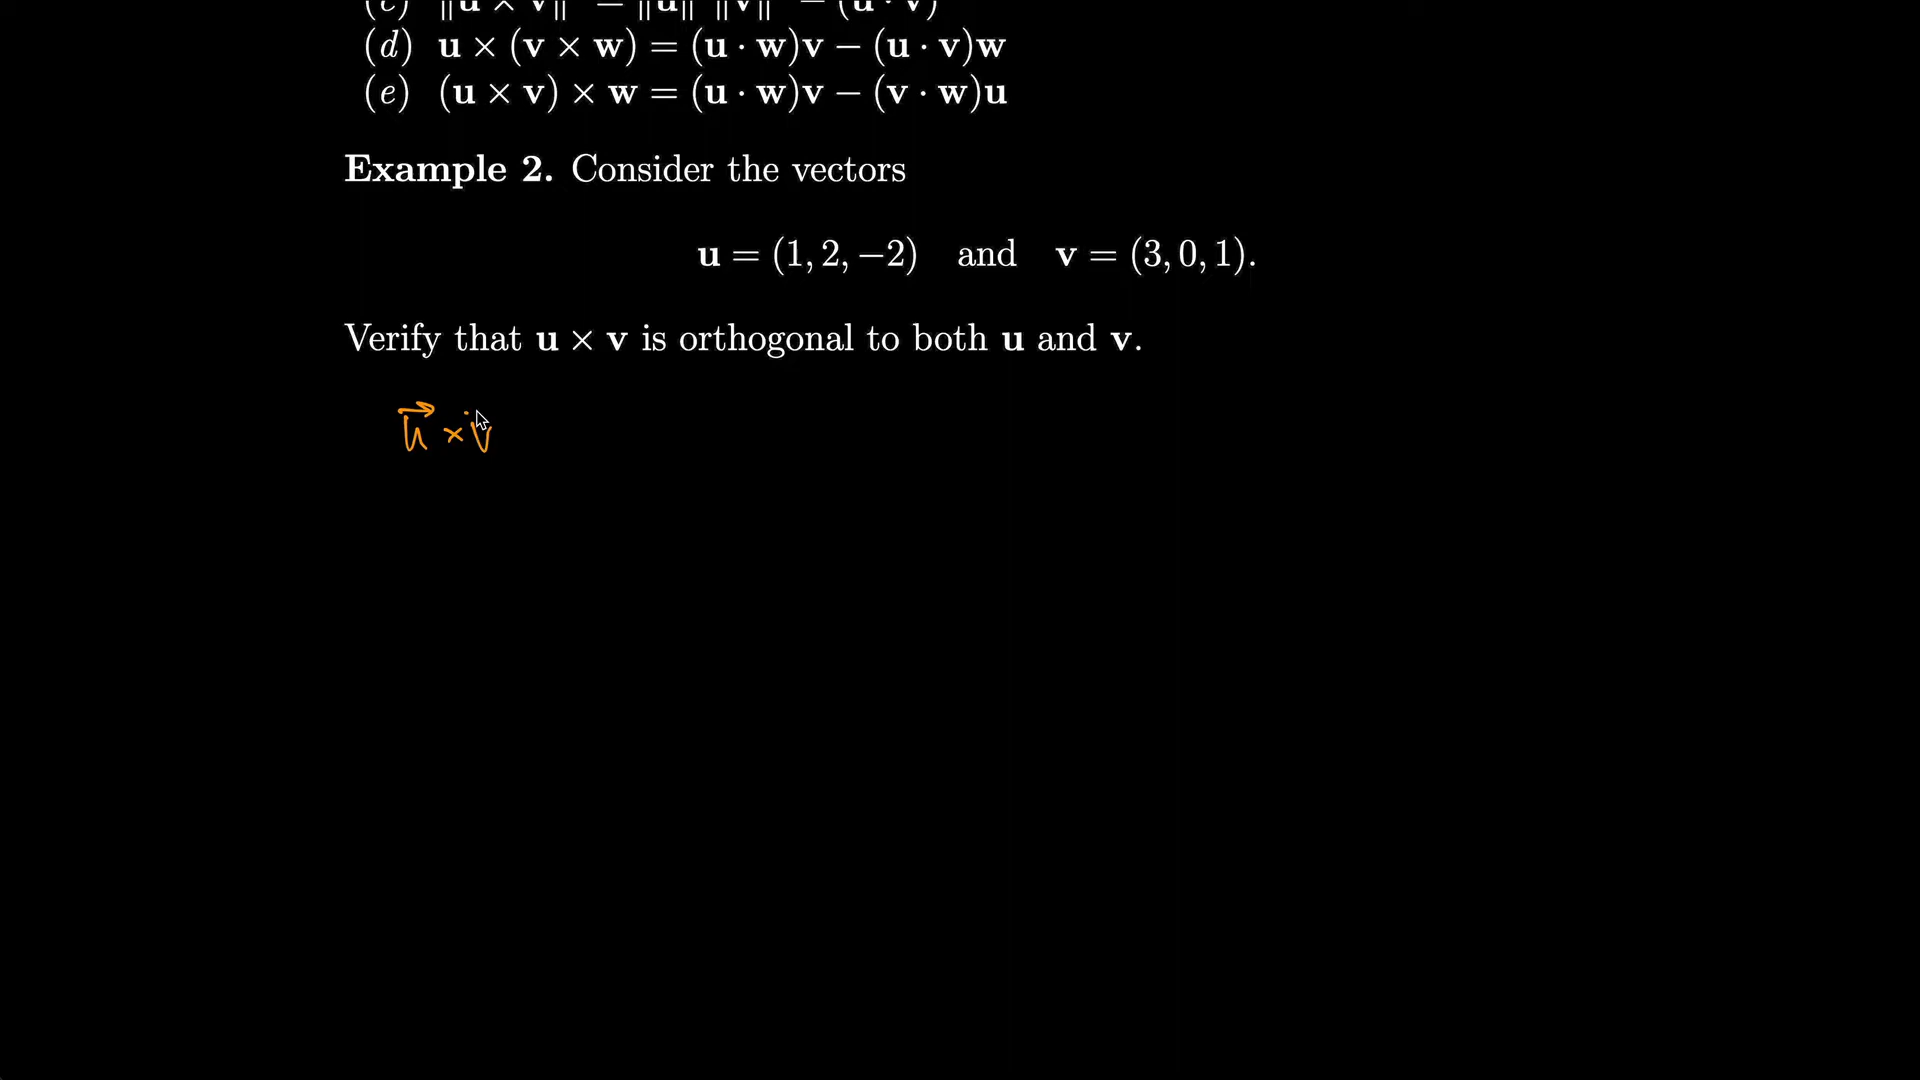 (c) ‖u × v‖ = ‖u‖ ‖v‖ − (u · v)
(d) u × (v × w) = (u · w)v − (u · v)w
(e) (u × v) × w = (u · w)v − (v · w)u
Example 2. Consider the vectors
u = (1, 2, −2) and v = (3, 0, 1).
Verify that u × v is orthogonal to both u and v.
u⃗ × v